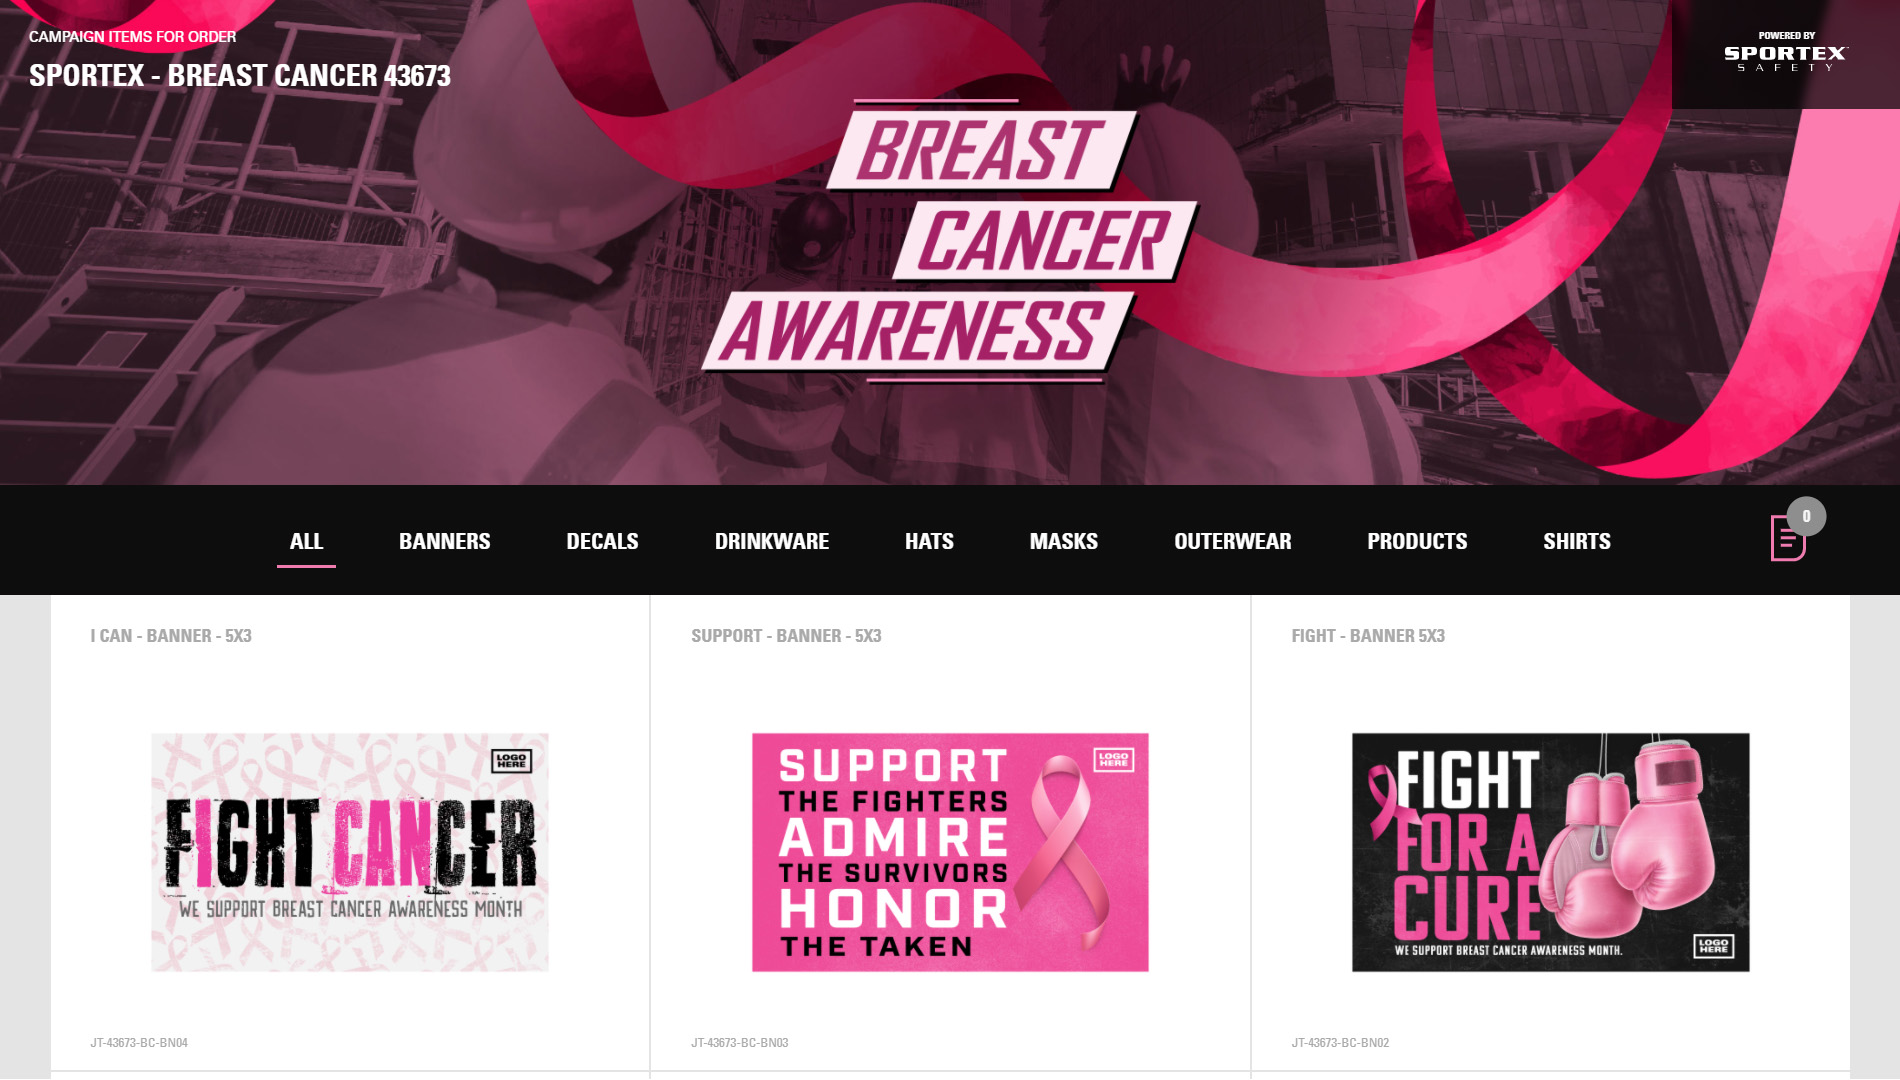 CAMPAIGN ITEMS FOR ORDER
SPORTEX - BREAST CANCER 43673
POWERED BY
SPORTEX
SAFETY
BREAST
CANCER
AWARENESS
ALL BANNERS DECALS DRINKWARE HATS MASKS OUTERWEAR PRODUCTS SHIRTS
0
I CAN - BANNER - 5X3
LOGO
HERE
FIGHT CANCER
WE SUPPORT BREAST CANCER AWARENESS MONTH
JT-43673-BC-BN04
SUPPORT - BANNER - 5X3
LOGO
HERE
SUPPORT
THE FIGHTERS
ADMIRE
THE SURVIVORS
HONOR
THE TAKEN
JT-43673-BC-BN03
FIGHT - BANNER 5X3
FIGHT
FOR A
CURE
WE SUPPORT BREAST CANCER AWARENESS MONTH.
LOGO
HERE
JT-43673-BC-BN02